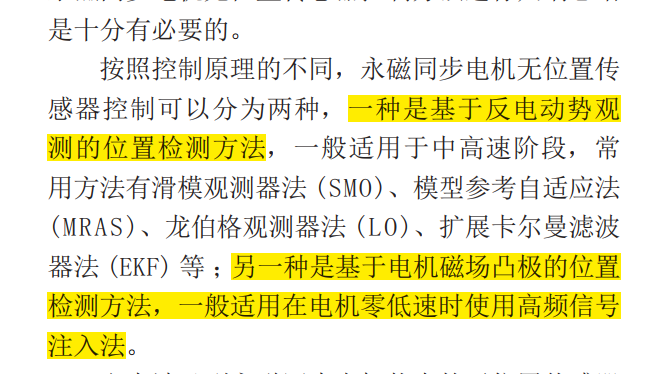 是十分有必要的。
按照控制原理的不同，永磁同步电机无位置传
感器控制可以分为两种，一种是基于反电动势观
测的位置检测方法，一般适用于中高速阶段，常
用方法有滑模观测器法(SMO)、模型参考自适应法
(MRAS)、龙伯格观测器法(LO)、扩展卡尔曼滤波
器法(EKF)等；另一种是基于电机磁场凸极的位置
检测方法，一般适用在电机零低速时使用高频信号
注入法。